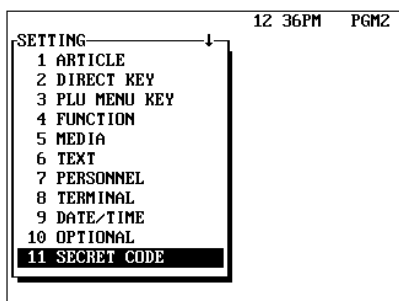 12 36PM PGM2
SETTING ↓
1 ARTICLE
2 DIRECT KEY
3 PLU MENU KEY
4 FUNCTION
5 MEDIA
6 TEXT
7 PERSONNEL
8 TERMINAL
9 DATE/TIME
10 OPTIONAL
11 SECRET CODE